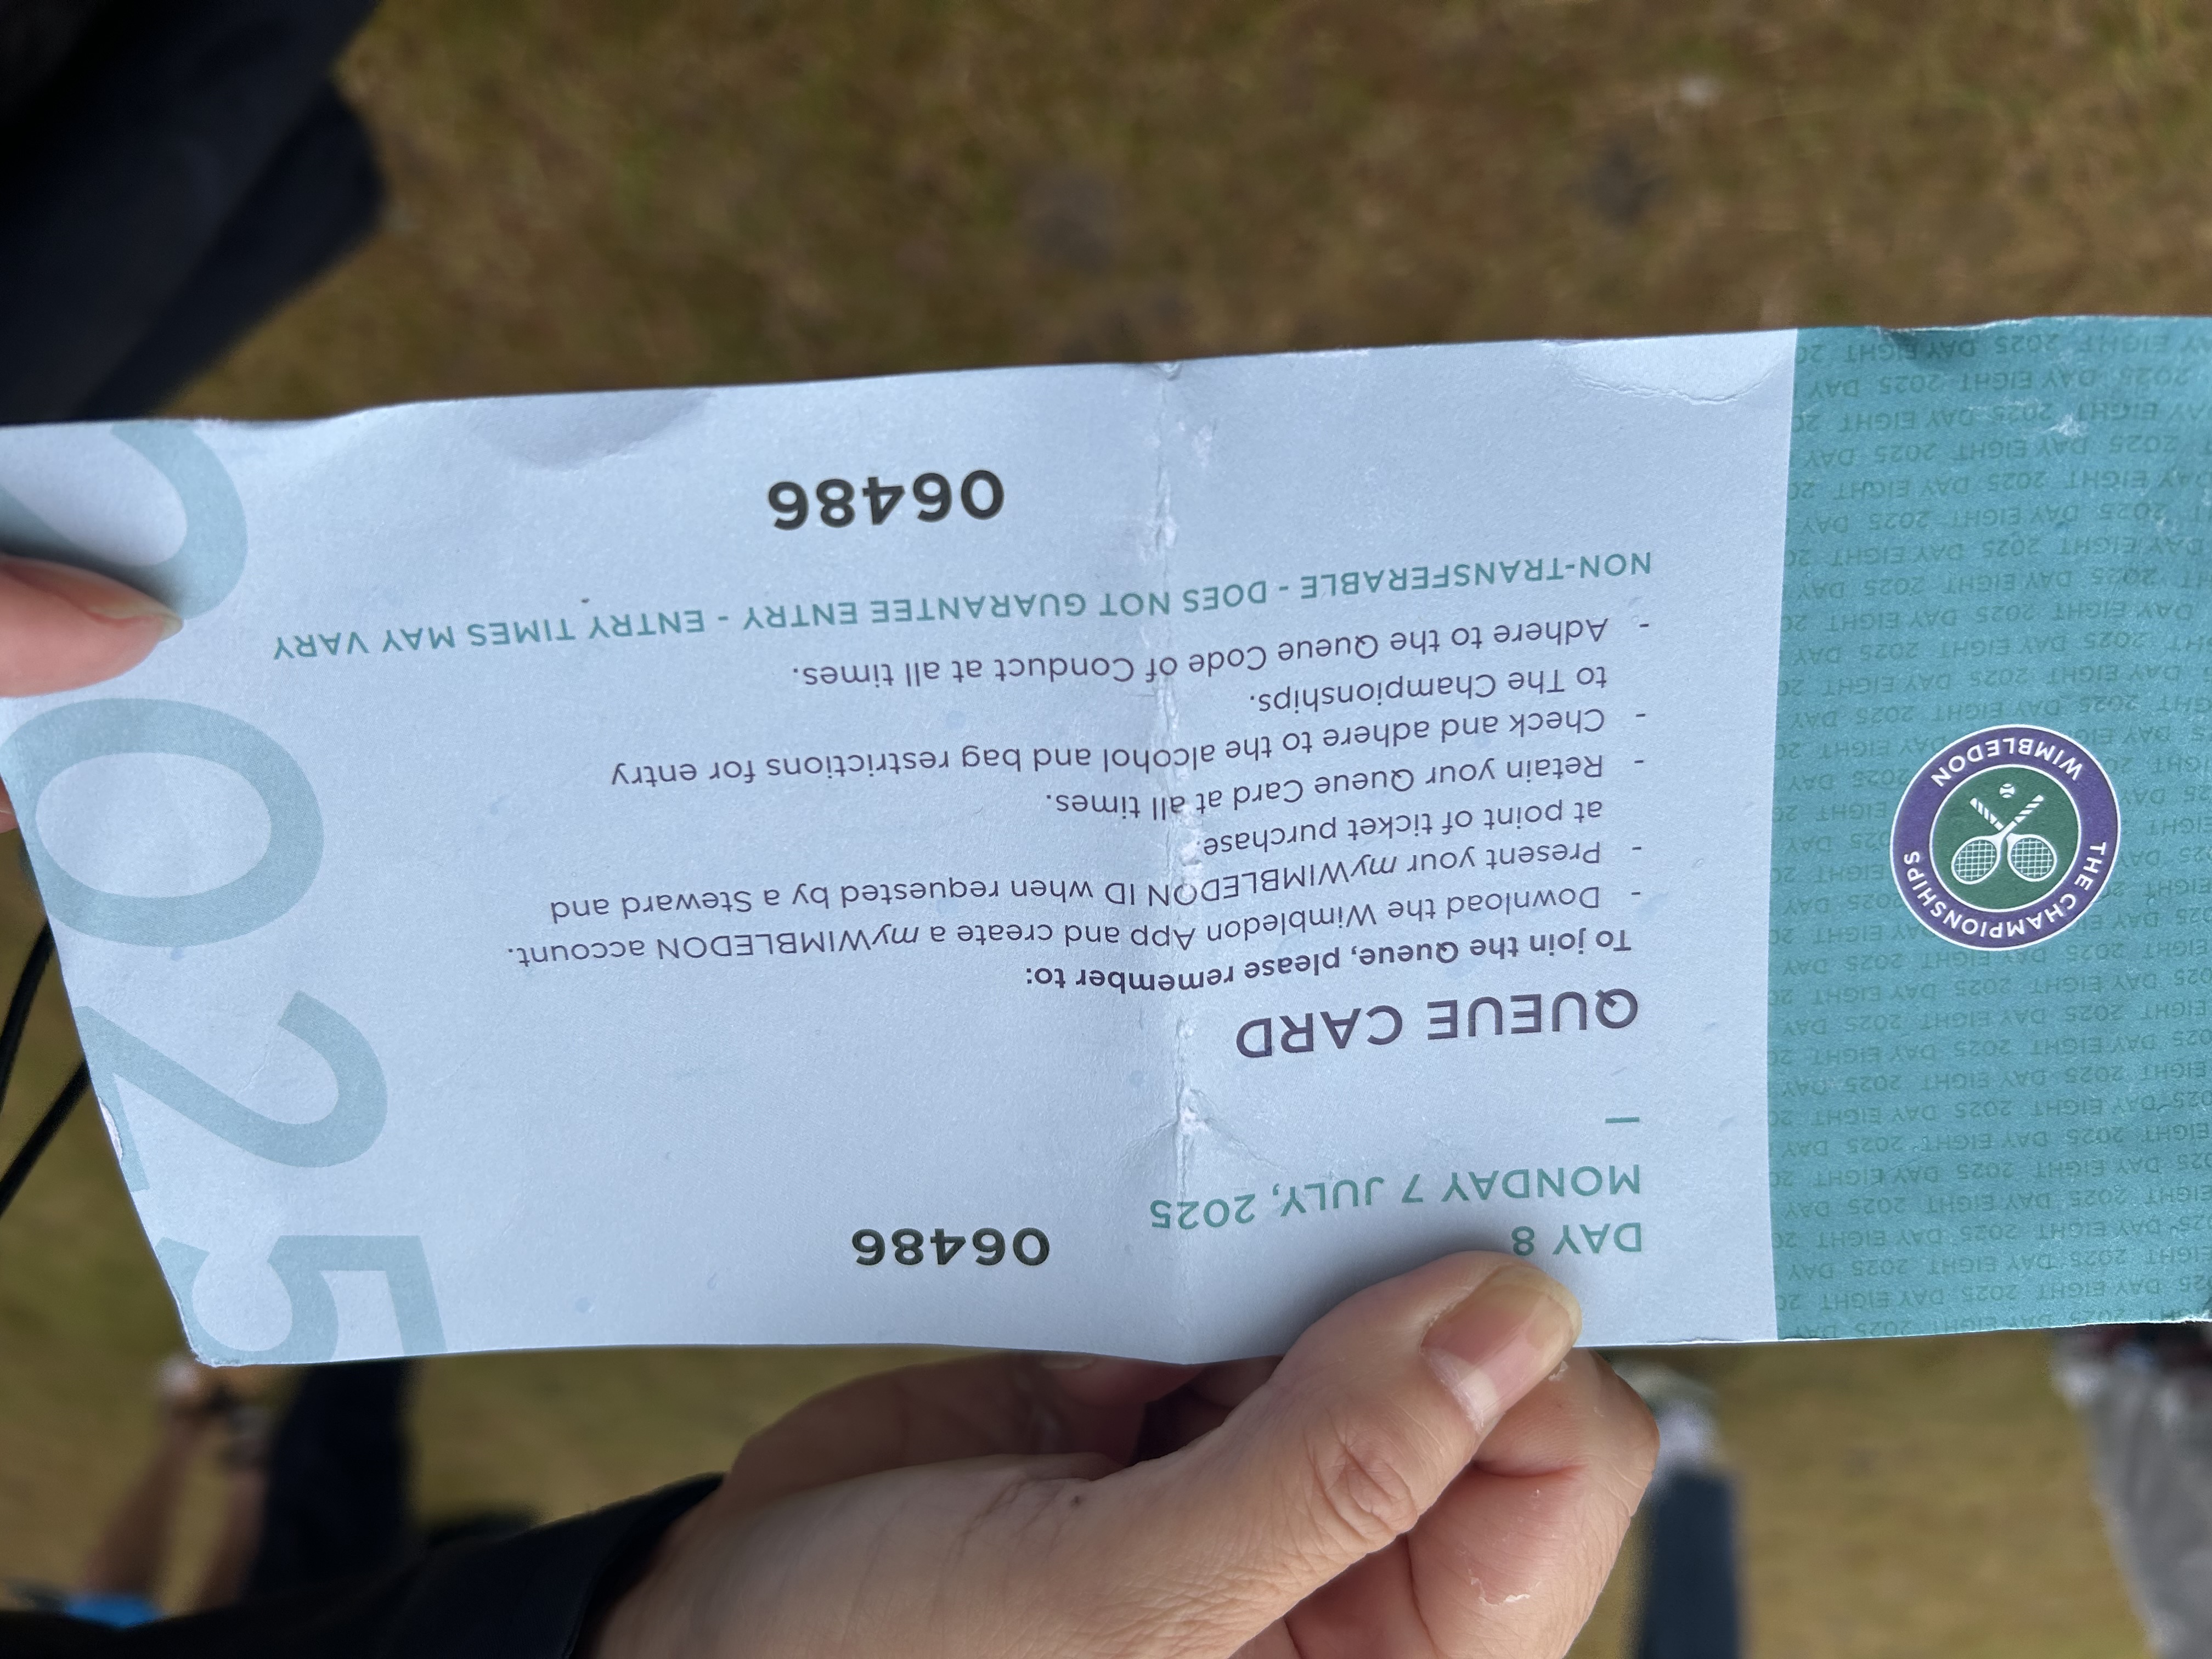 DAY 8
06486
MONDAY 7 JULY, 2025
QUEUE CARD
To join the Queue, please remember to:
- Download the Wimbledon App and create a myWIMBLEDON account.
- Present your myWIMBLEDON ID when requested by a Steward and
at point of ticket purchase.
- Retain your Queue Card at all times.
- Check and adhere to the alcohol and bag restrictions for entry
to The Championships.
- Adhere to the Queue Code of Conduct at all times.
NON-TRANSFERABLE - DOES NOT GUARANTEE ENTRY - ENTRY TIMES MAY VARY
06486
2025
THE CHAMPIONSHIPS
WIMBLEDON
DAY EIGHT 2025 DAY EIGHT